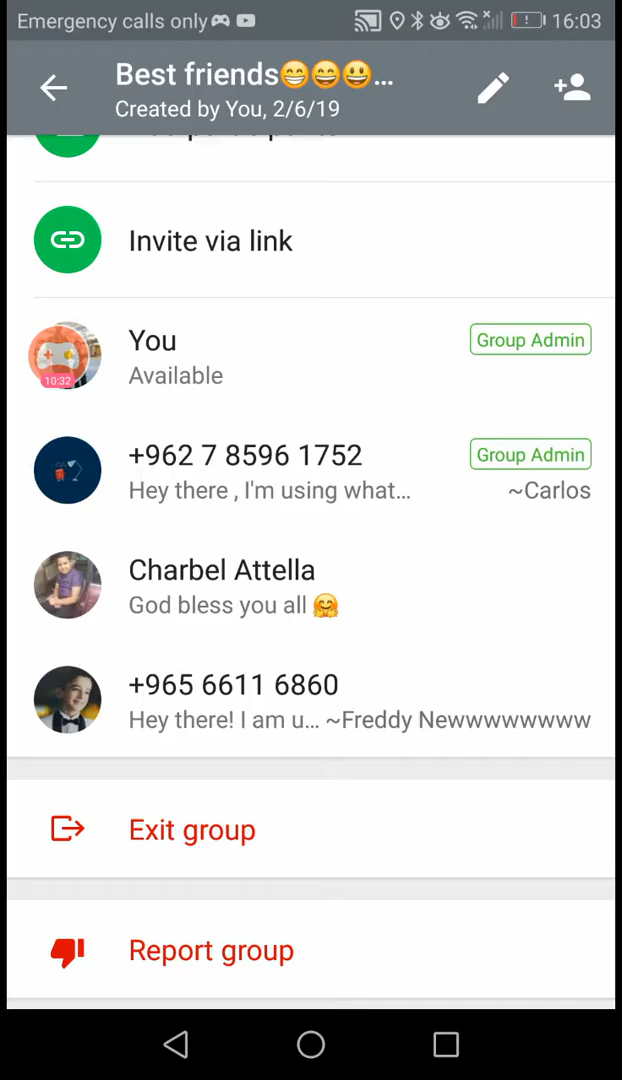 Emergency calls only 16:03
Best friends😁😄😃...
Created by You, 2/6/19
Invite via link
You Group Admin
Available
10:32
+962 7 8596 1752 Group Admin
Hey there , I'm using what... ~Carlos
Charbel Attella
God bless you all 🤗
+965 6611 6860
Hey there! I am u... ~Freddy Newwwwwwww
Exit group
Report group